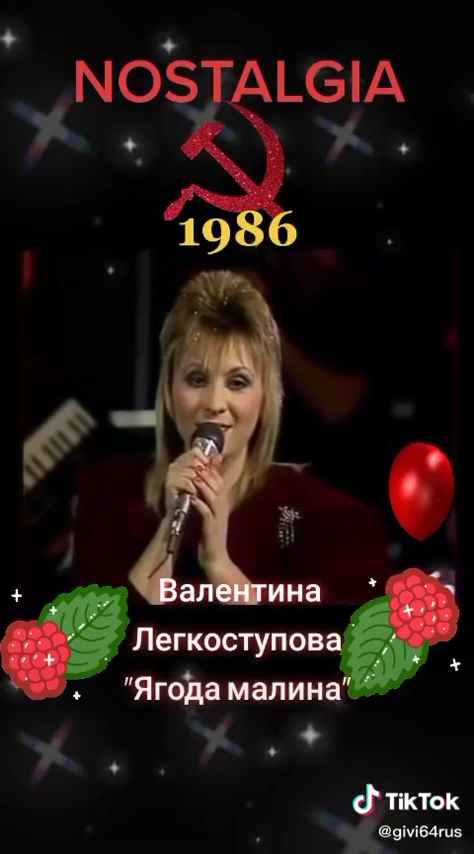 NOSTALGIA
1986
Валентина
Легкоступова
"Ягода малина"
TikTok
@givi64rus